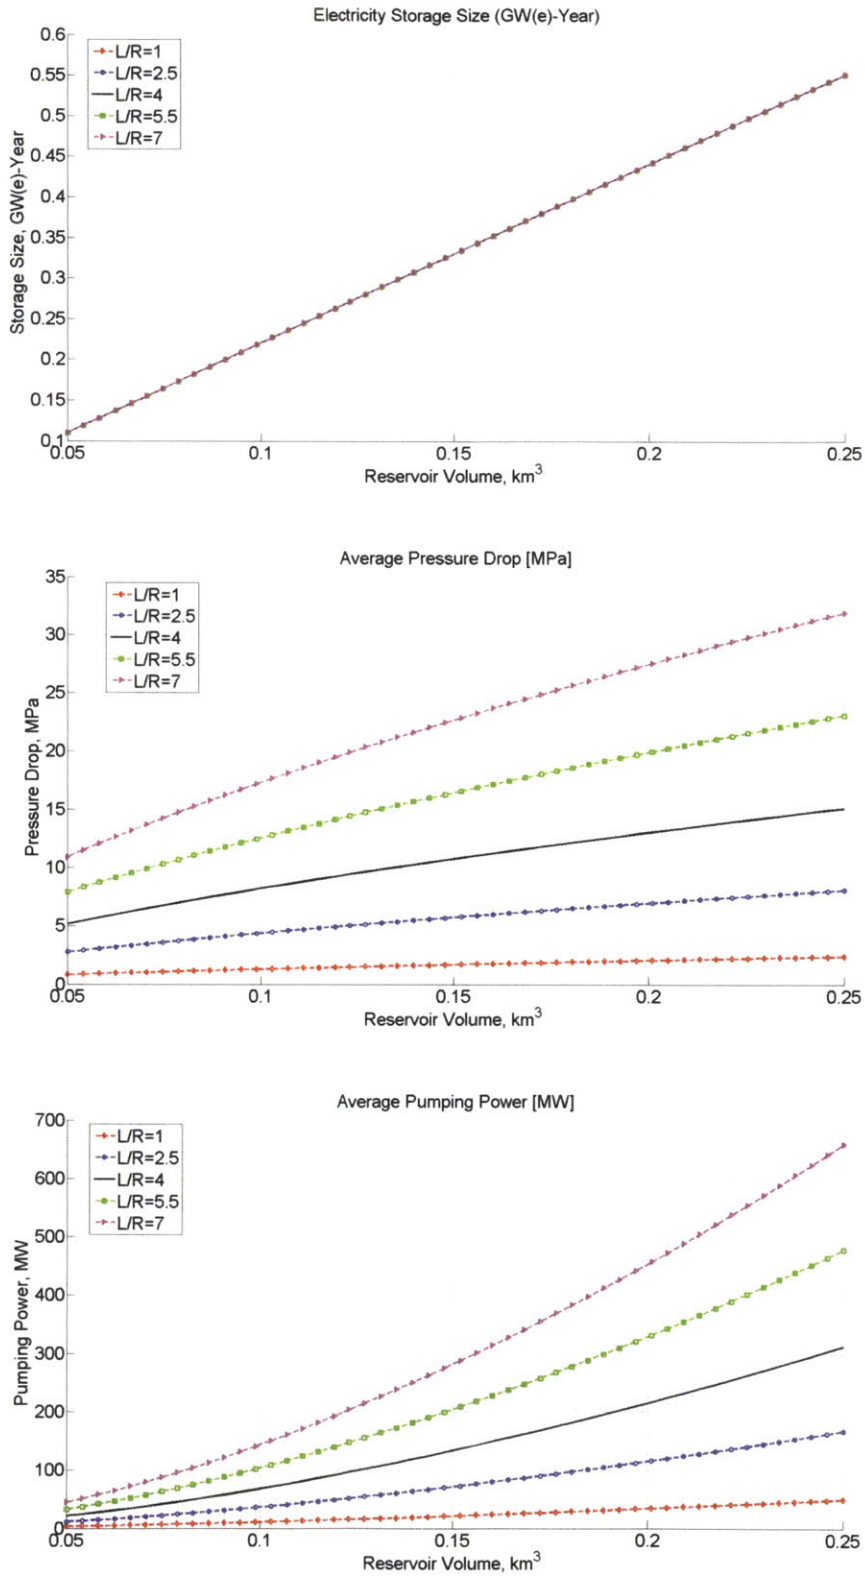 Electricity Storage Size (GW(e)-Year)
0.6
0.55
0.5
0.45
0.4
0.35
0.3
0.25
0.2
0.15
0.1
Storage Size, GW(e)-Year
L/R=1
L/R=2.5
L/R=4
L/R=5.5
L/R=7
0.05 0.1 0.15 0.2 0.25
Reservoir Volume, km³
Average Pressure Drop [MPa]
35
30
25
20
15
10
5
0
Pressure Drop, MPa
L/R=1
L/R=2.5
L/R=4
L/R=5.5
L/R=7
0.05 0.1 0.15 0.2 0.25
Reservoir Volume, km³
Average Pumping Power [MW]
700
600
500
400
300
200
100
0
Pumping Power, MW
L/R=1
L/R=2.5
L/R=4
L/R=5.5
L/R=7
0.05 0.1 0.15 0.2 0.25
Reservoir Volume, km³